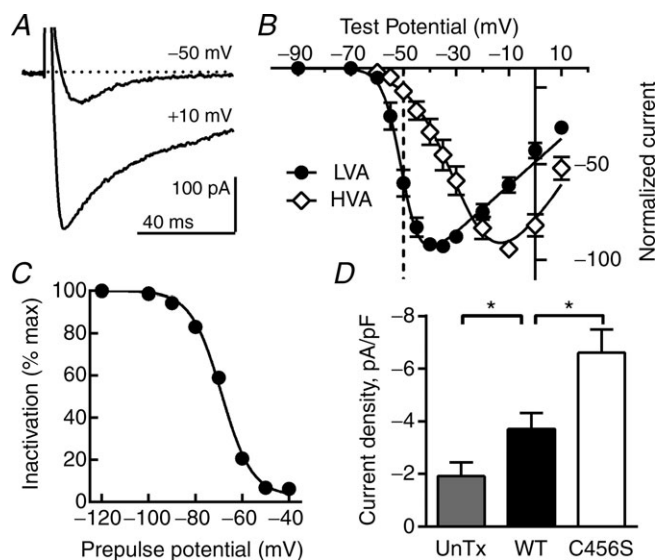 A
−50 mV
+10 mV
100 pA
40 ms
B
Test Potential (mV)
−90 −70 −50 −30 −10 10
−50
−100
Normalized current
LVA
HVA
C
100
80
60
40
20
0
Inactivation (% max)
−120 −100 −80 −60 −40
Prepulse potential (mV)
D
* *
−8
−6
−4
−2
0
Current density, pA/pF
UnTx WT C456S